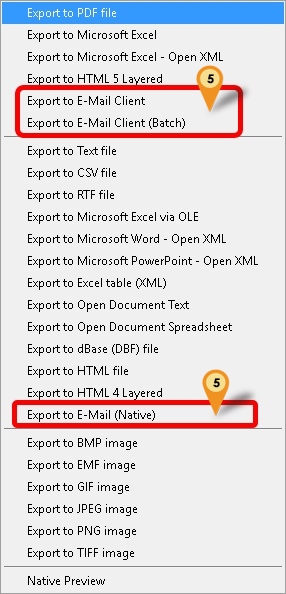 Export to PDF file
Export to Microsoft Excel
Export to Microsoft Excel - Open XML
Export to HTML 5 Layered
5
Export to E-Mail Client
Export to E-Mail Client (Batch)
Export to Text file
Export to CSV file
Export to RTF file
Export to Microsoft Excel via OLE
Export to Microsoft Word - Open XML
Export to Microsoft PowerPoint - Open XML
Export to Excel table (XML)
Export to Open Document Text
Export to Open Document Spreadsheet
Export to dBase (DBF) file
Export to HTML file
Export to HTML 4 Layered
5
Export to E-Mail (Native)
Export to BMP image
Export to EMF image
Export to GIF image
Export to JPEG image
Export to PNG image
Export to TIFF image
Native Preview